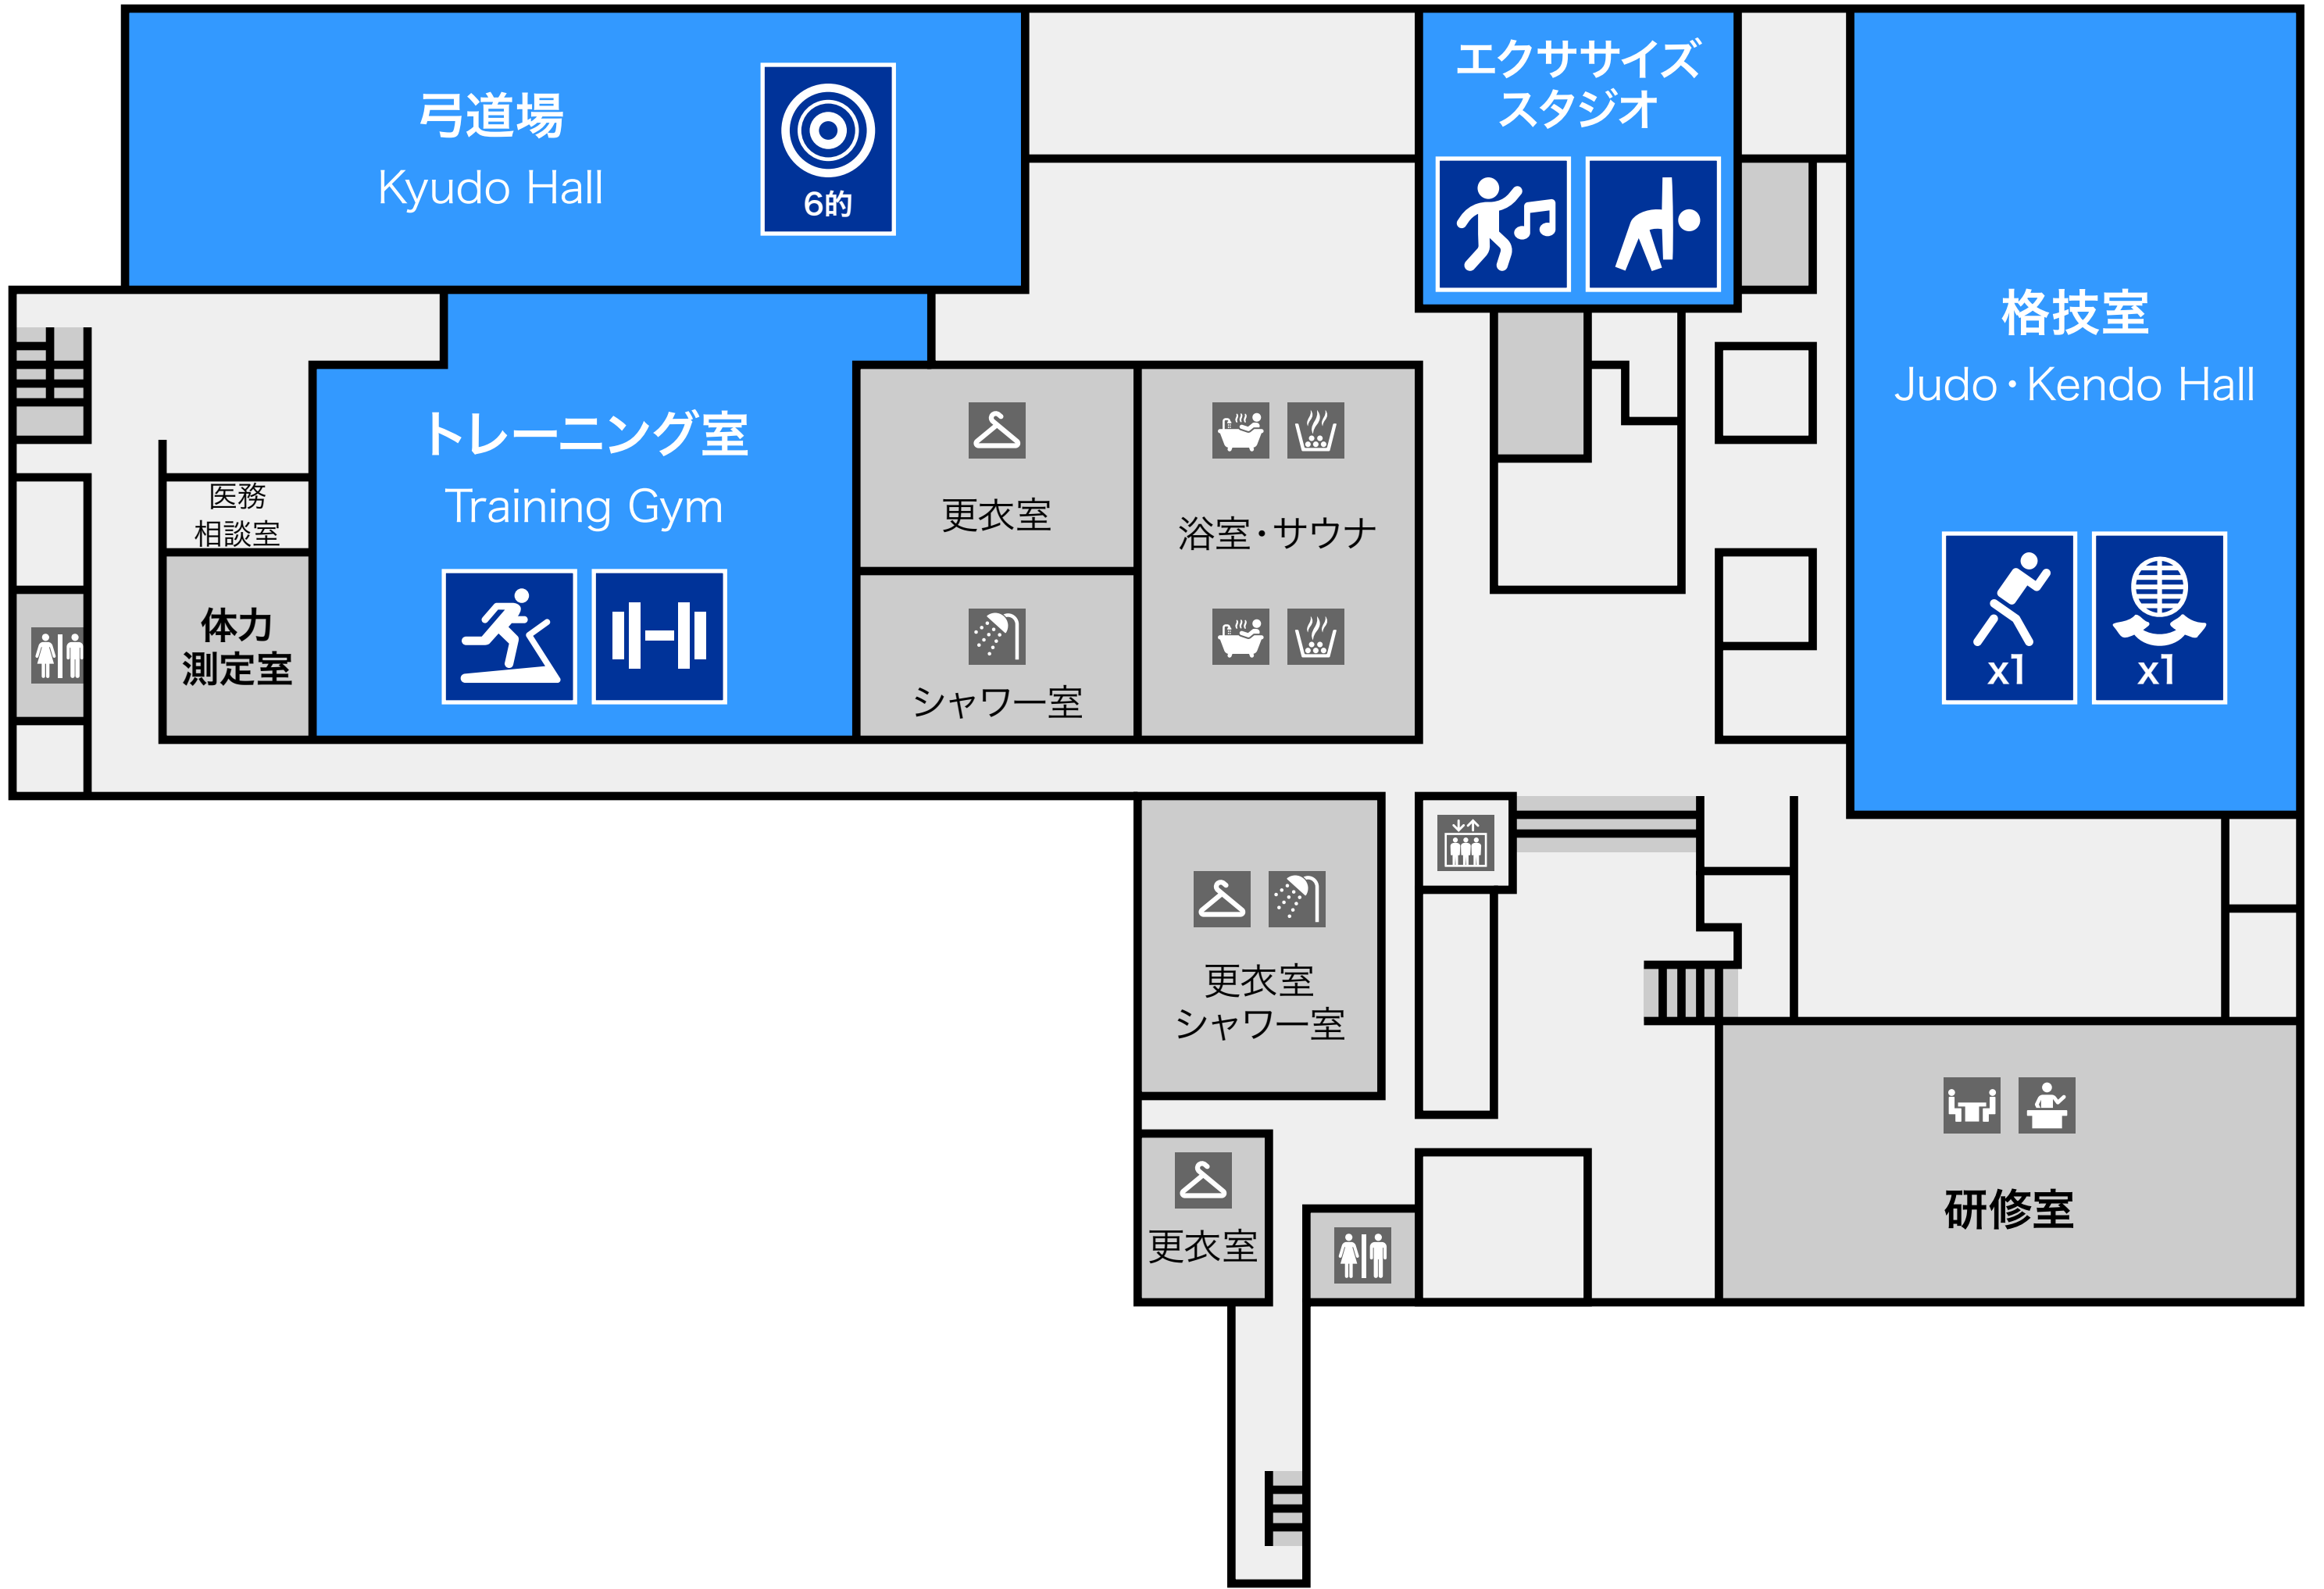 弓道場
Kyudo Hall
6的
エクササイズ
スタジオ
格技室
Judo・Kendo Hall
x1
x1
トレーニング室
Training Gym
更衣室
浴室・サウナ
シャワー室
医務
相談室
体力
測定室
更衣室
シャワー室
更衣室
研修室